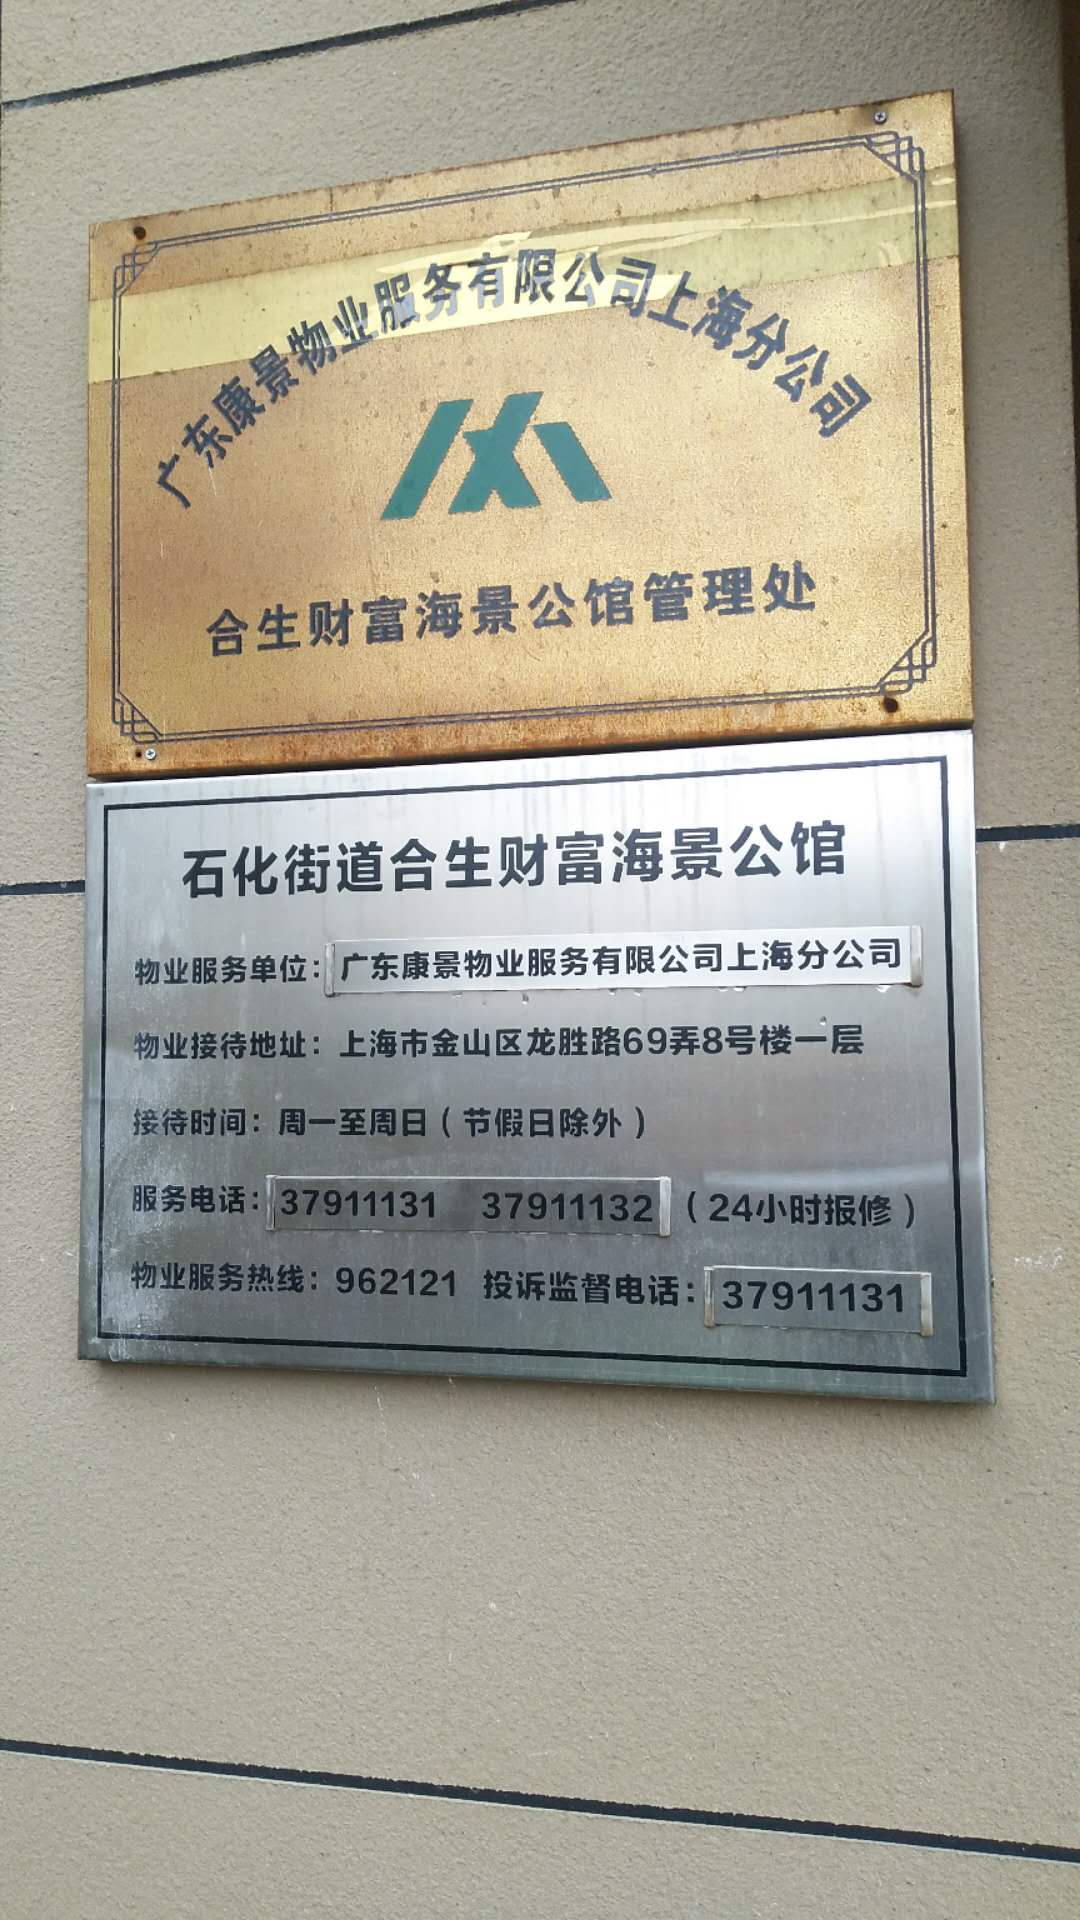 广东康景物业服务有限公司上海分公司
合生财富海景公馆管理处
石化街道合生财富海景公馆
物业服务单位：广东康景物业服务有限公司上海分公司
物业接待地址：上海市金山区龙胜路69弄8号楼一层
接待时间：周一至周日（节假日除外）
服务电话：37911131 37911132（24小时报修）
物业服务热线：962121 投诉监督电话：37911131